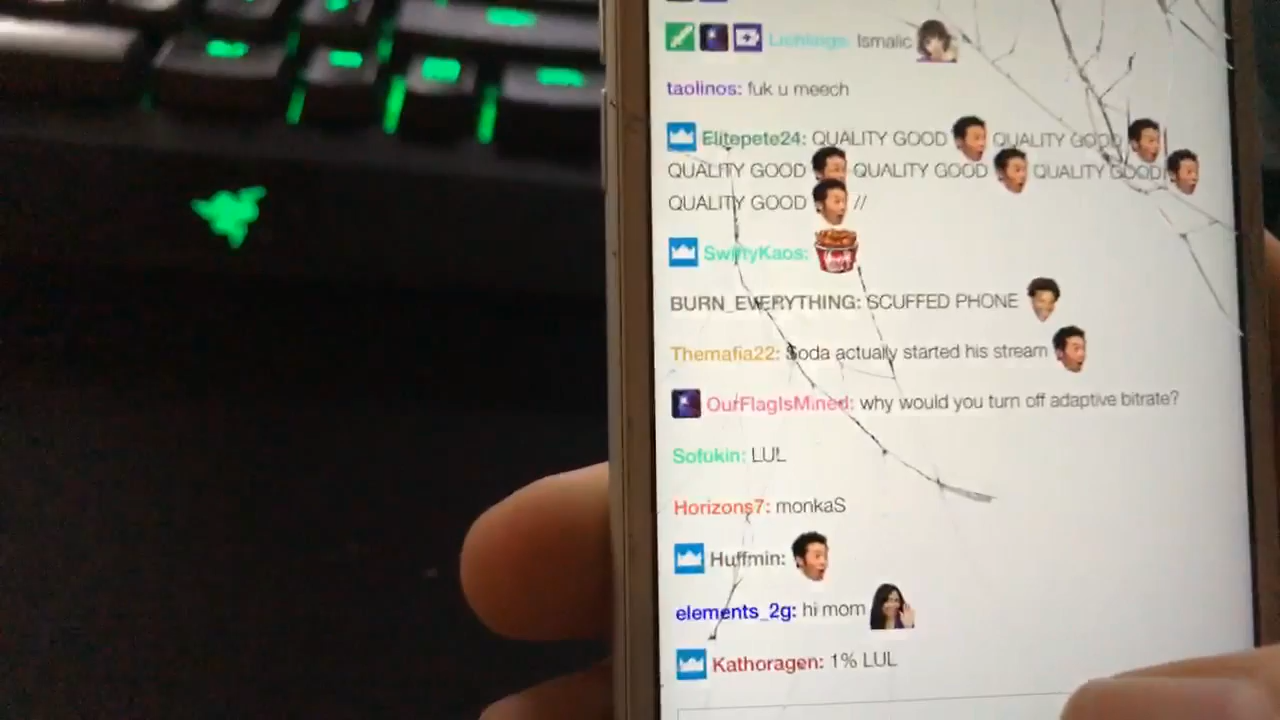 Ismalic
taolinos: fuk u meech
Elitepete24: QUALITY GOOD QUALITY GOOD
QUALITY GOOD QUALITY GOOD QUALITY GOOD
QUALITY GOOD //
SwiftyKaos:
BURN_EVERYTHING: SCUFFED PHONE
Themafia22: Soda actually started his stream
OurFlagIsMined: why would you turn off adaptive bitrate?
Sofukin: LUL
Horizons7: monkaS
Huffmin:
elements_2g: hi mom
Kathoragen: 1% LUL